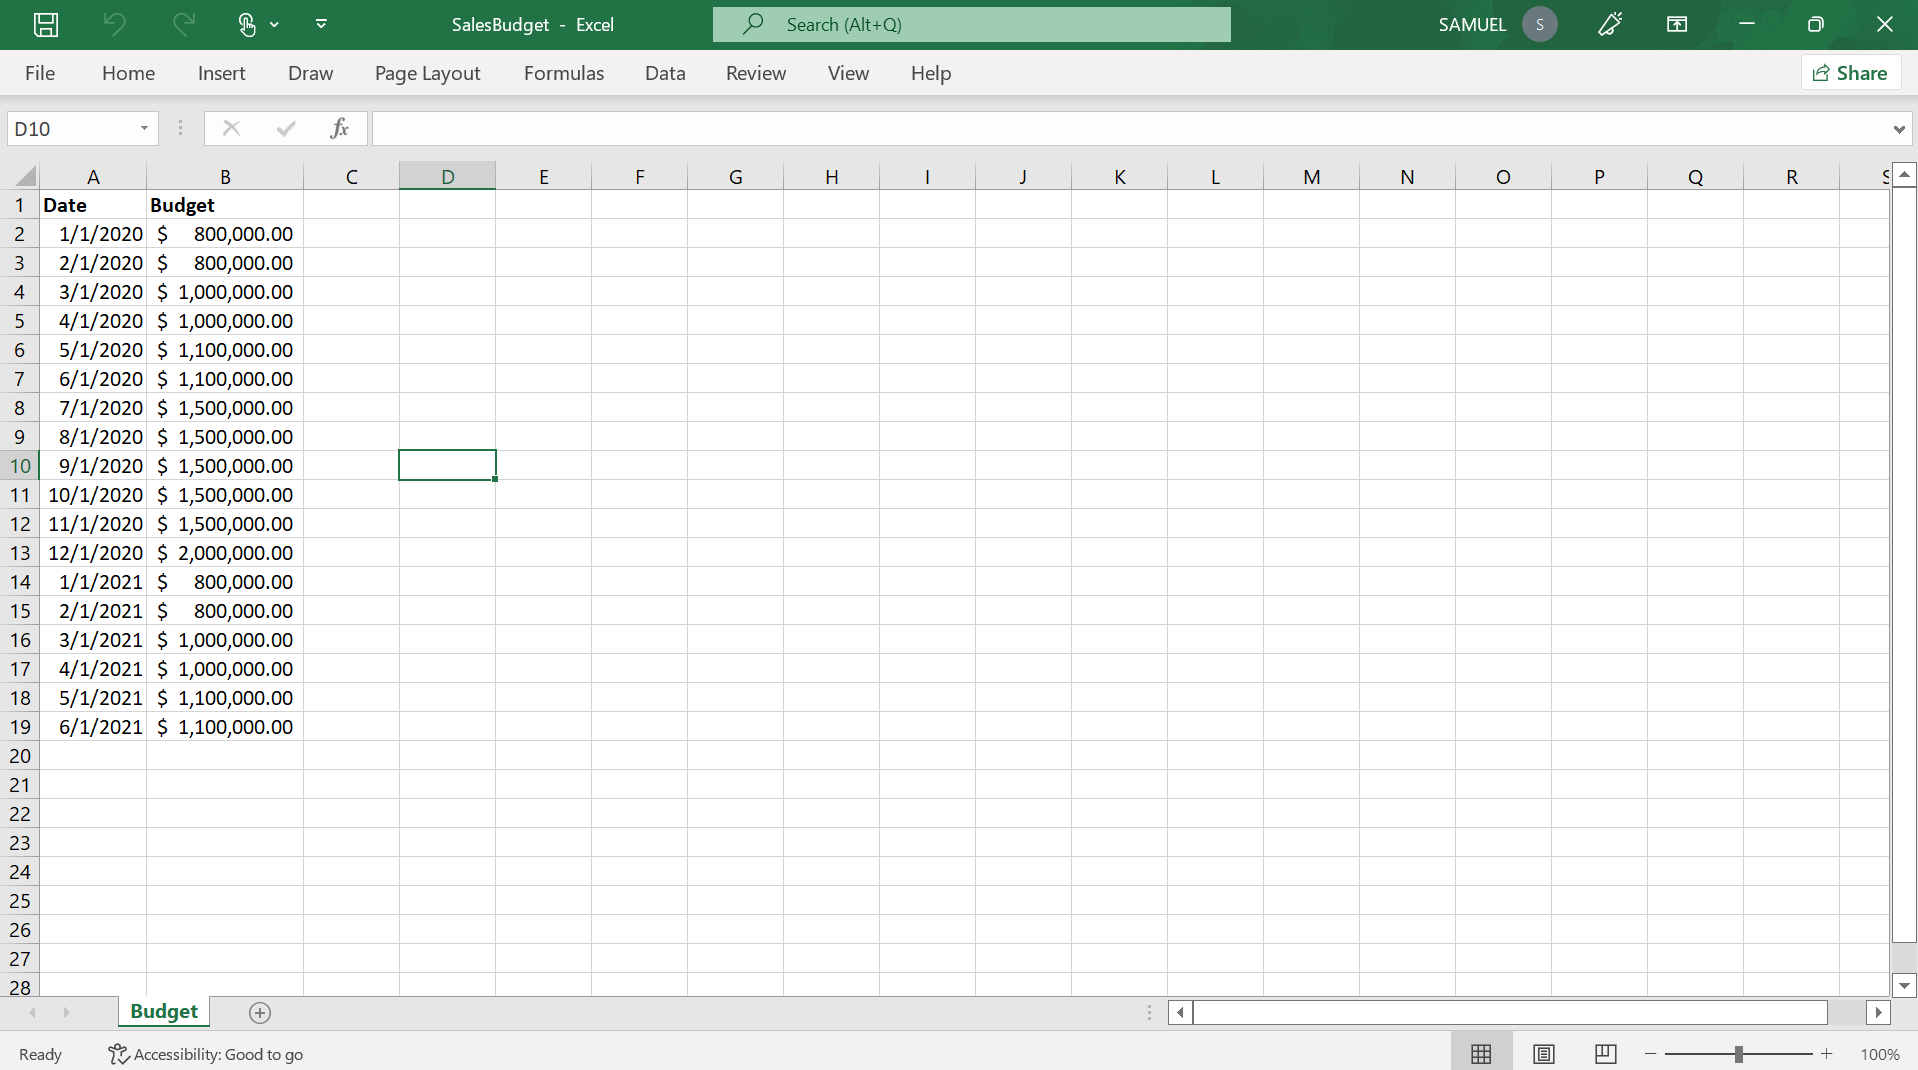 SalesBudget - Excel
Search (Alt+Q)
SAMUEL S
File Home Insert Draw Page Layout Formulas Data Review View Help Share
D10 fx
A B C D E F G H I J K L M N O P Q R
1 Date Budget
2 1/1/2020 $ 800,000.00
3 2/1/2020 $ 800,000.00
4 3/1/2020 $ 1,000,000.00
5 4/1/2020 $ 1,000,000.00
6 5/1/2020 $ 1,100,000.00
7 6/1/2020 $ 1,100,000.00
8 7/1/2020 $ 1,500,000.00
9 8/1/2020 $ 1,500,000.00
10 9/1/2020 $ 1,500,000.00
11 10/1/2020 $ 1,500,000.00
12 11/1/2020 $ 1,500,000.00
13 12/1/2020 $ 2,000,000.00
14 1/1/2021 $ 800,000.00
15 2/1/2021 $ 800,000.00
16 3/1/2021 $ 1,000,000.00
17 4/1/2021 $ 1,000,000.00
18 5/1/2021 $ 1,100,000.00
19 6/1/2021 $ 1,100,000.00
20
21
22
23
24
25
26
27
28
Budget
Ready Accessibility: Good to go 100%